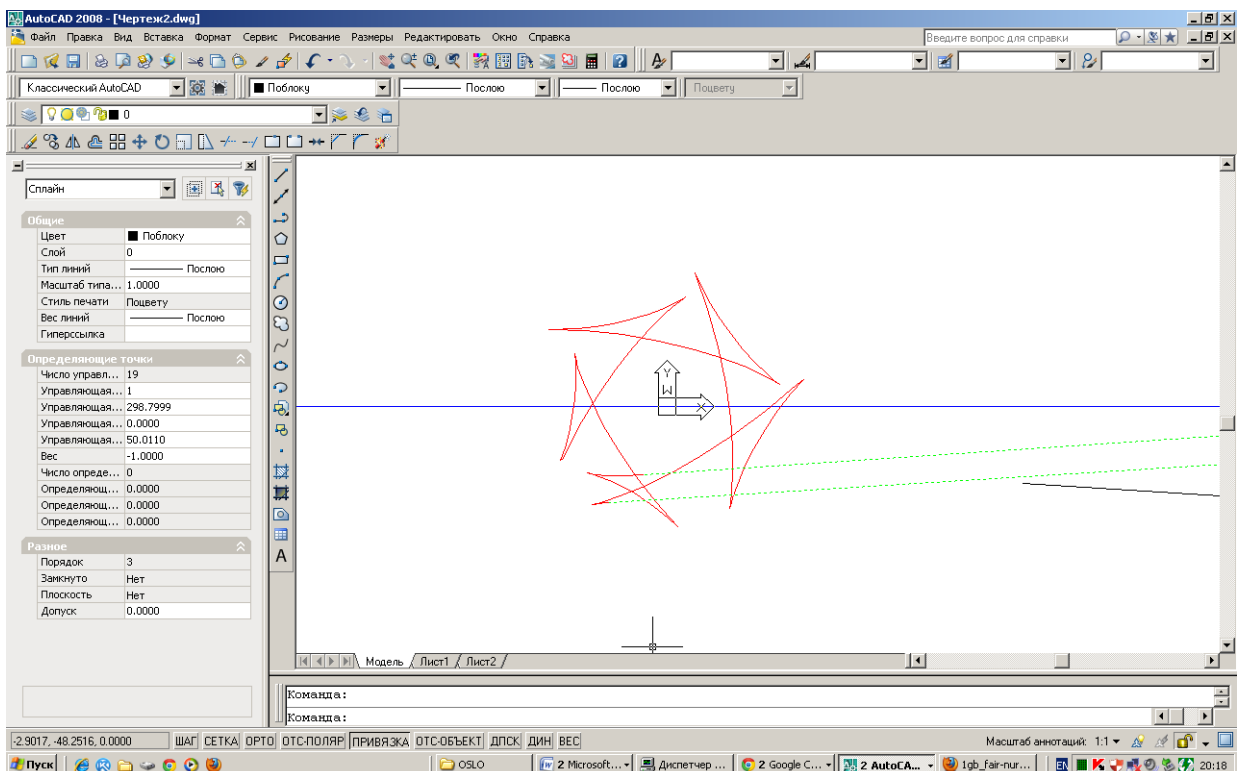 AutoCAD 2008 - [Чертеж2.dwg]
Файл Правка Вид Вставка Формат Сервис Рисование Размеры Редактировать Окно Справка
Введите вопрос для справки
Классический AutoCAD
Поблоку
Послою
Послою
Поцвету
0
Сплайн
Общие
Цвет Поблоку
Слой 0
Тип линий Послою
Масштаб типа... 1.0000
Стиль печати Поцвету
Вес линий Послою
Гиперссылка
Определяющие точки
Число управл... 19
Управляющая... 1
Управляющая... 298.7999
Управляющая... 0.0000
Управляющая... 50.0110
Вес -1.0000
Число опреде... 0
Определяющ... 0.0000
Определяющ... 0.0000
Определяющ... 0.0000
Разное
Порядок 3
Замкнуто Нет
Плоскость Нет
Допуск 0.0000
A
Y
W
X
Модель Лист1 Лист2
Команда:
Команда:
-2.9017, -48.2516, 0.0000 ШАГ СЕТКА ОРТО ОТС-ПОЛЯР ПРИВЯЗКА ОТС-ОБЪЕКТ ДПСК ДИН ВЕС Масштаб аннотаций: 1:1
Пуск OSLO 2 Microsoft... Диспетчер ... 2 Google C... 2 AutoCA... 1gb_fair-nur... EN 20:18